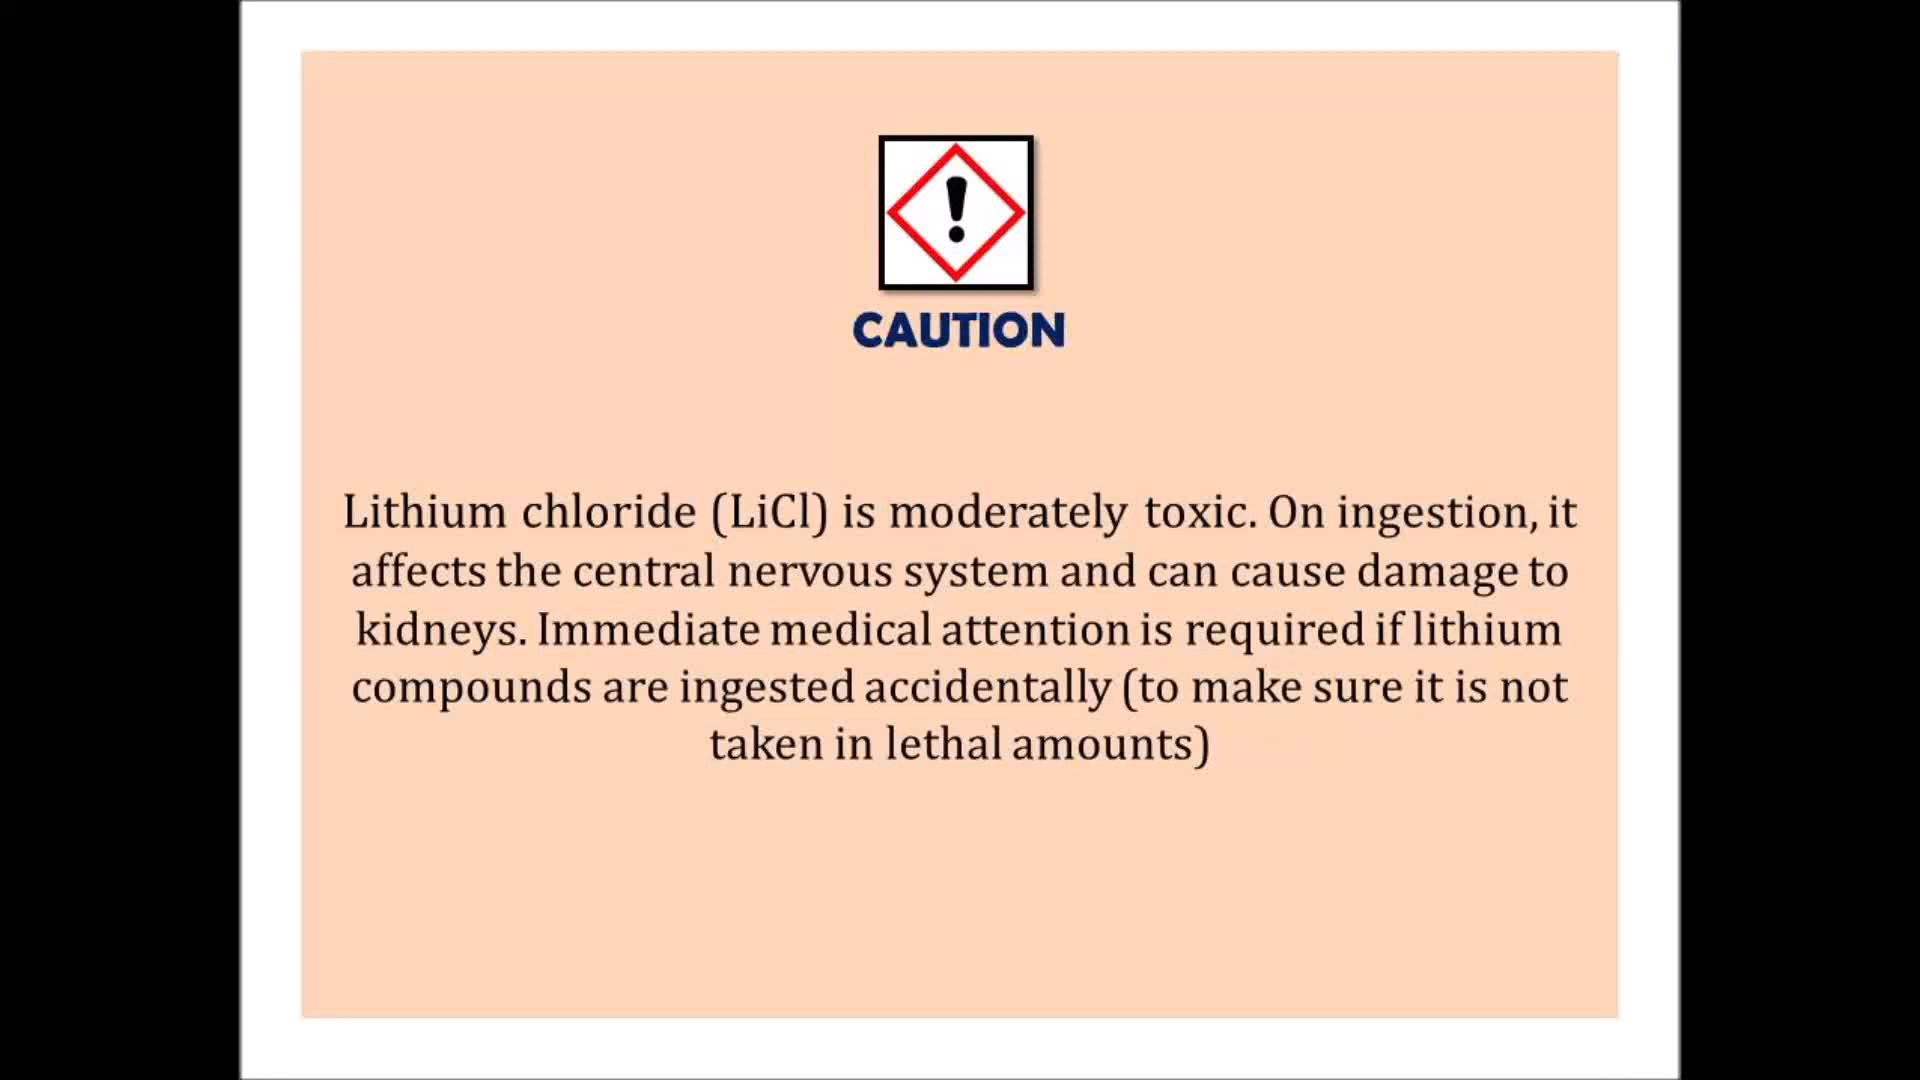 CAUTION
Lithium chloride (LiCl) is moderately toxic. On ingestion, it
affects the central nervous system and can cause damage to
kidneys. Immediate medical attention is required if lithium
compounds are ingested accidentally (to make sure it is not
taken in lethal amounts)